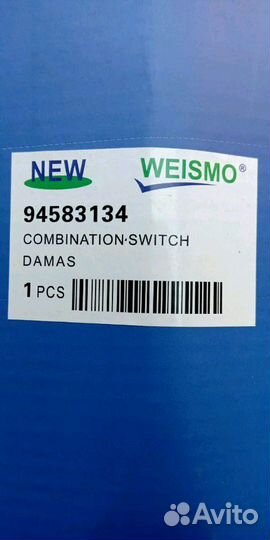 NEW WEISMO®
94583134
COMBINATION·SWITCH
DAMAS
1 PCS
Avito